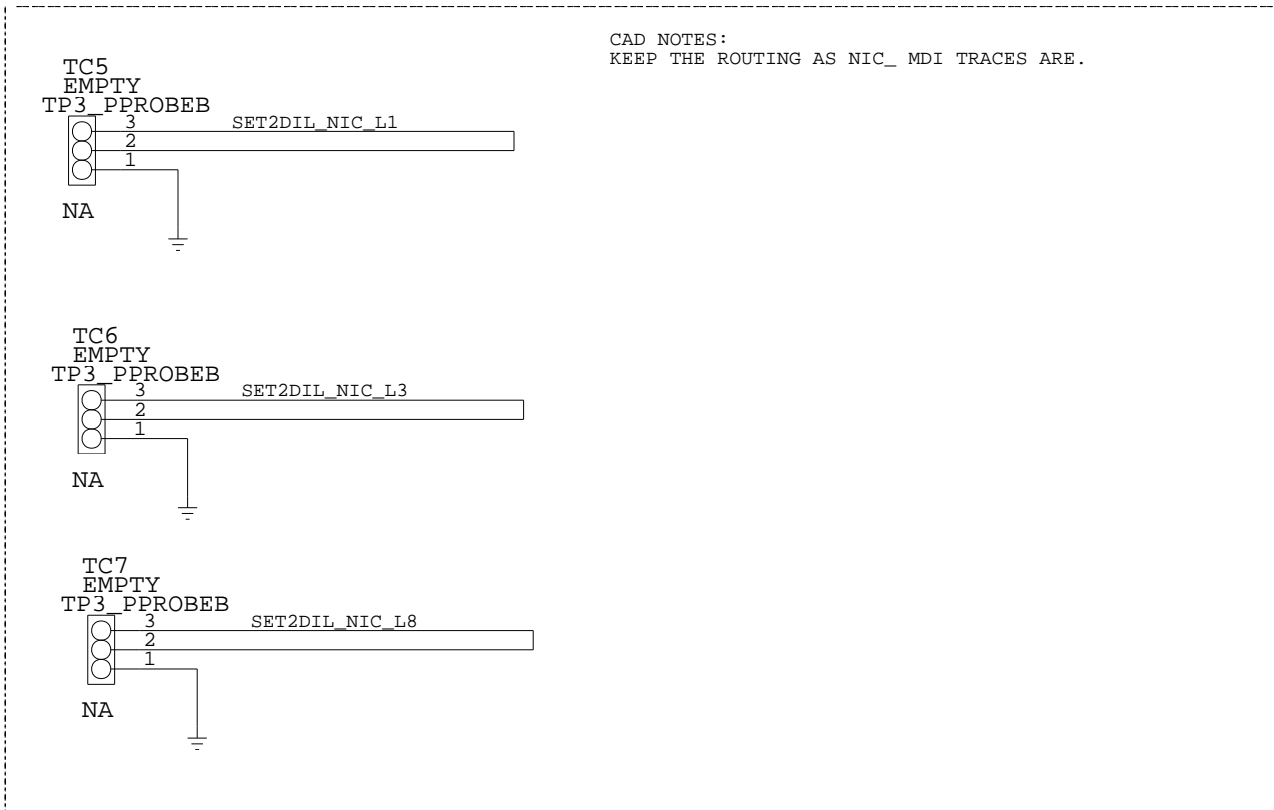 CAD NOTES:
KEEP THE ROUTING AS NIC_ MDI TRACES ARE.
TC5
EMPTY
TP3_PPROBEB
3 SET2DIL_NIC_L1
2
1
NA
TC6
EMPTY
TP3_PPROBEB
3 SET2DIL_NIC_L3
2
1
NA
TC7
EMPTY
TP3_PPROBEB
3 SET2DIL_NIC_L8
2
1
NA